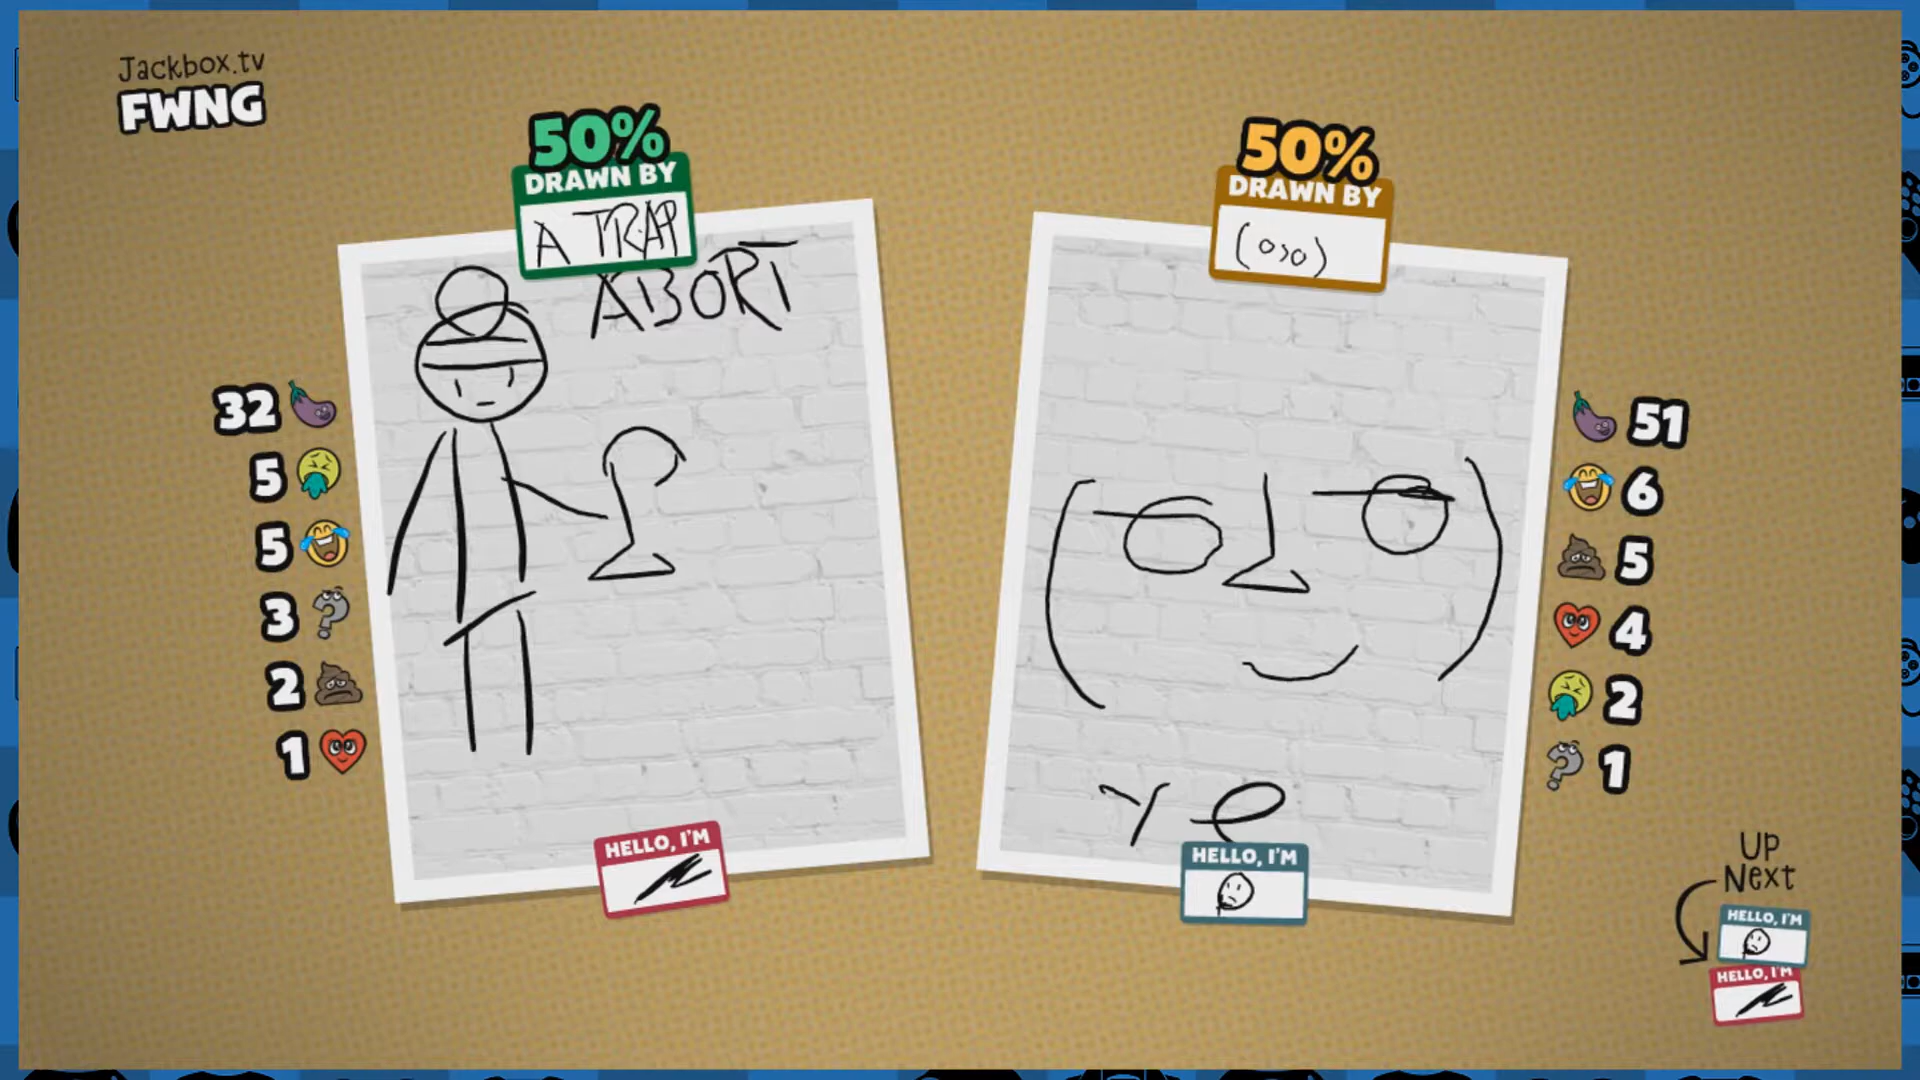 Jackbox.tv
FWNG
50%
DRAWN BY
A TRAP
ABORT
32
5
5
3
2
1
HELLO, I'M
50%
DRAWN BY
ye
HELLO, I'M
51
6
5
4
2
1
UP
Next
HELLO, I'M
HELLO, I'M